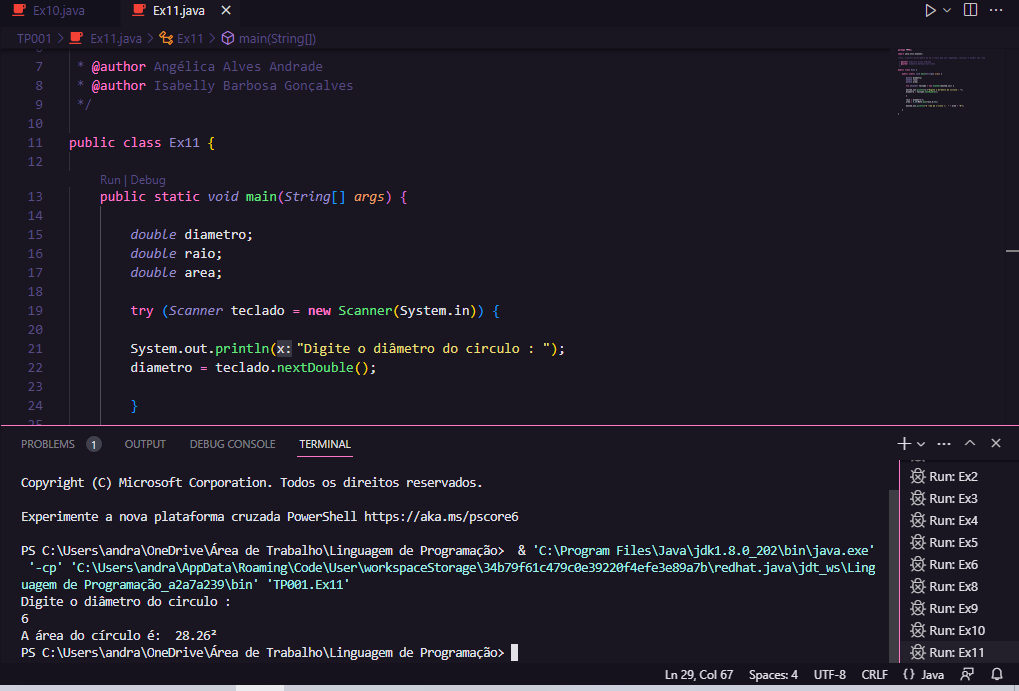 Ex10.java Ex11.java
TP001 > Ex11.java > Ex11 > main(String[])
7 * @author Angélica Alves Andrade
8 * @author Isabelly Barbosa Gonçalves
9 */
10
11 public class Ex11 {
12
Run | Debug
13 public static void main(String[] args) {
14
15 double diametro;
16 double raio;
17 double area;
18
19 try (Scanner teclado = new Scanner(System.in)) {
20
21 System.out.println(x: "Digite o diâmetro do circulo : ");
22 diametro = teclado.nextDouble();
23
24 }
PROBLEMS 1 OUTPUT DEBUG CONSOLE TERMINAL
Copyright (C) Microsoft Corporation. Todos os direitos reservados.
Experimente a nova plataforma cruzada PowerShell https://aka.ms/pscore6
PS C:\Users\andra\OneDrive\Área de Trabalho\Linguagem de Programação> & 'C:\Program Files\Java\jdk1.8.0_202\bin\java.exe'
'-cp' 'C:\Users\andra\AppData\Roaming\Code\User\workspaceStorage\34b79f61c479c0e39220f4efe3e89a7b\redhat.java\jdt_ws\Ling
uagem de Programação_a2a7a239\bin' 'TP001.Ex11'
Digite o diâmetro do circulo :
6
A área do círculo é:  28.26²
PS C:\Users\andra\OneDrive\Área de Trabalho\Linguagem de Programação>
Run: Ex2
Run: Ex3
Run: Ex4
Run: Ex5
Run: Ex6
Run: Ex8
Run: Ex9
Run: Ex10
Run: Ex11
Ln 29, Col 67 Spaces: 4 UTF-8 CRLF {} Java